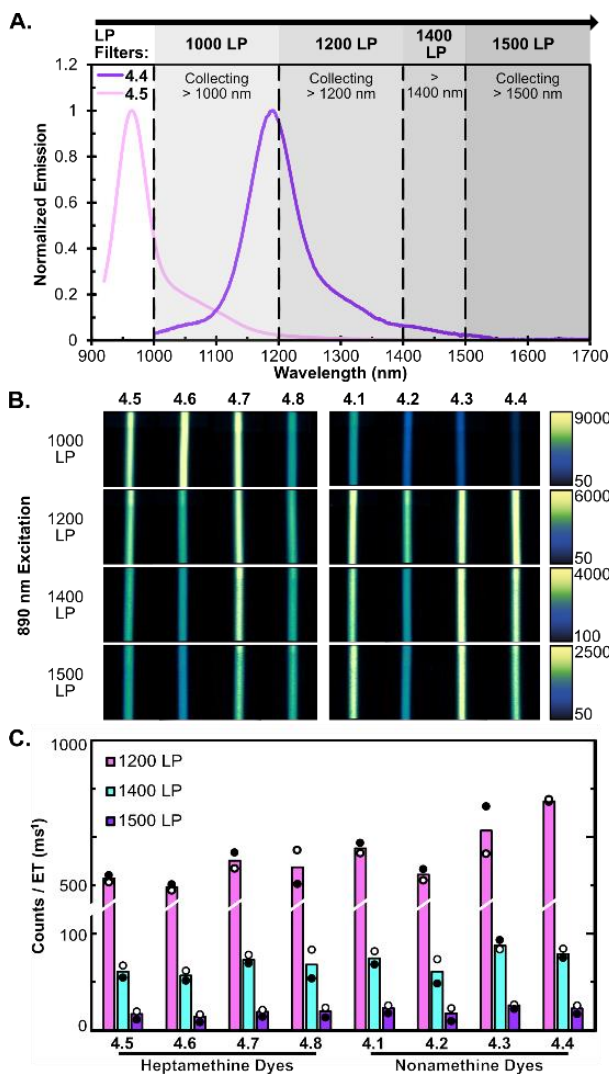 A.
LP Filters: 1000 LP 1200 LP 1400 LP 1500 LP
4.4
4.5
Collecting > 1000 nm
Collecting > 1200 nm
> 1400 nm
Collecting > 1500 nm
Normalized Emission
1.2
1
0.8
0.6
0.4
0.2
0
900 1000 1100 1200 1300 1400 1500 1600 1700
Wavelength (nm)
B.
4.5 4.6 4.7 4.8 4.1 4.2 4.3 4.4
890 nm Excitation
1000 LP
9000
50
1200 LP
6000
50
1400 LP
4000
100
1500 LP
2500
50
C.
Counts / ET (ms¹)
1000
500
100
0
1200 LP
1400 LP
1500 LP
4.5 4.6 4.7 4.8 4.1 4.2 4.3 4.4
Heptamethine Dyes Nonamethine Dyes